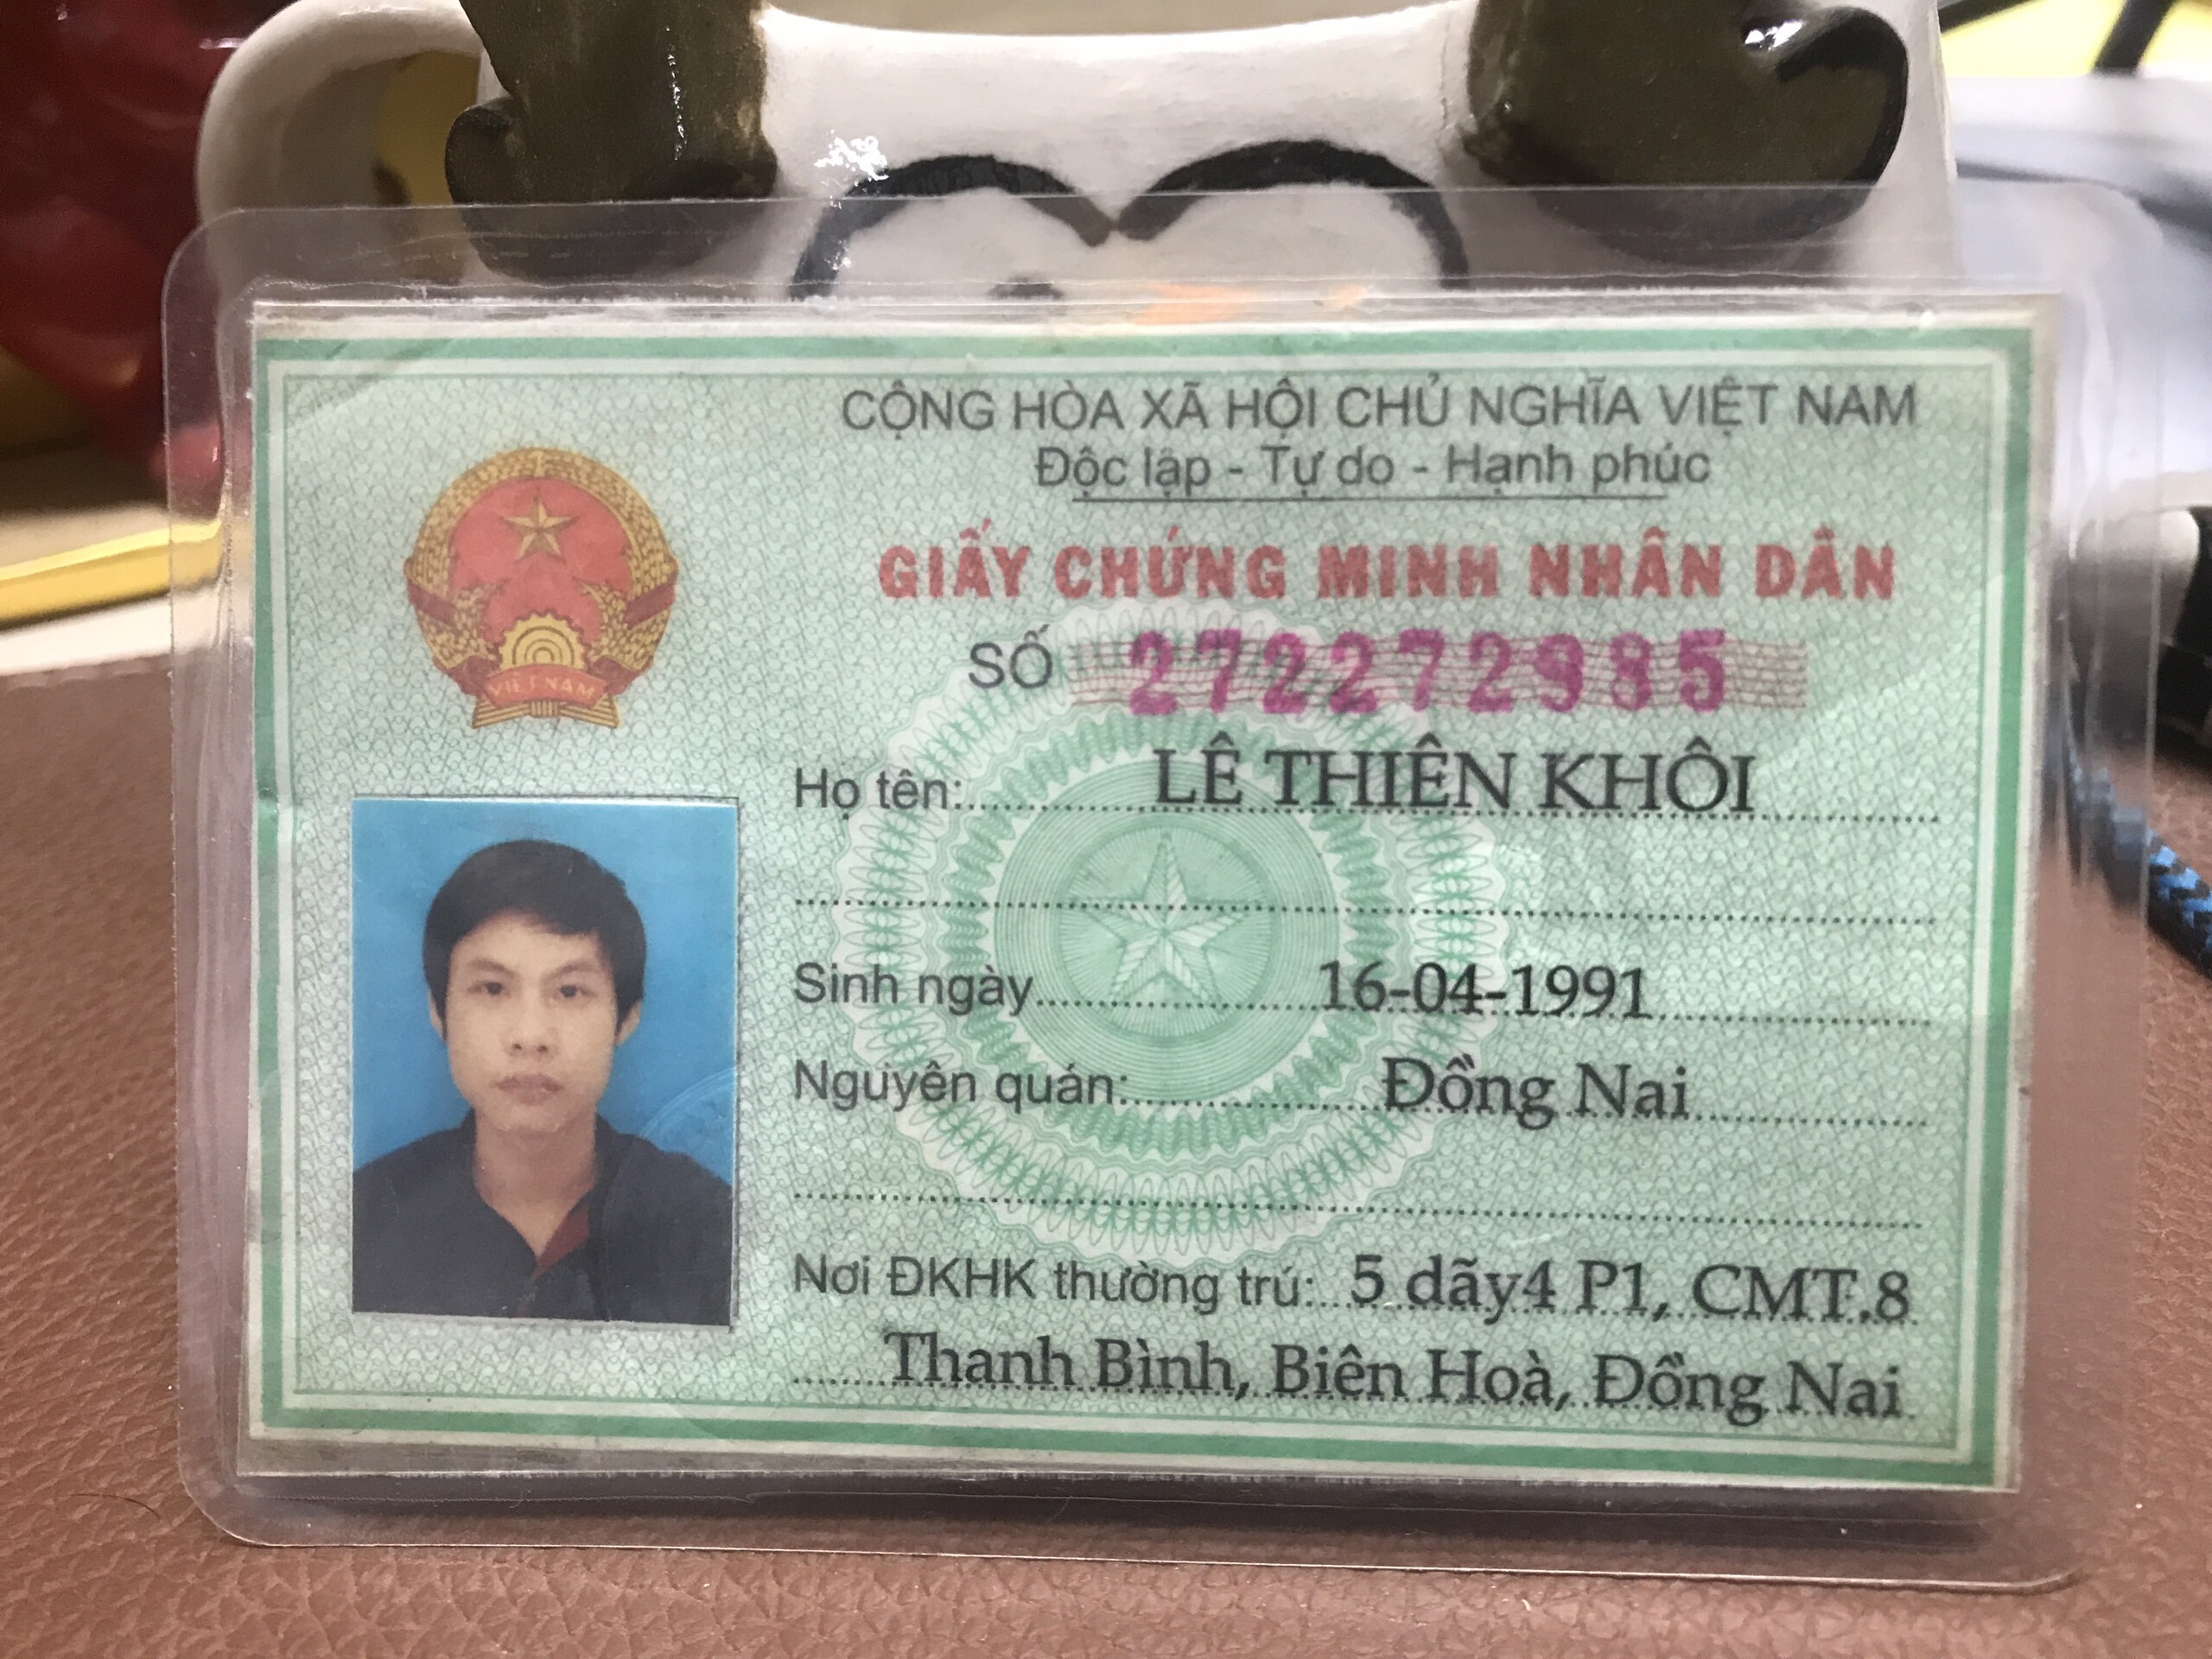 CỘNG HÒA XÃ HỘI CHỦ NGHĨA VIỆT NAM
Độc lập - Tự do - Hạnh phúc
GIẤY CHỨNG MINH NHÂN DÂN
SỐ 272272985
VIỆT NAM
Họ tên: LÊ THIÊN KHÔI
Sinh ngày 16-04-1991
Nguyên quán: Đồng Nai
Nơi ĐKHK thường trú: 5 dãy4 P1, CMT.8
Thanh Bình, Biên Hoà, Đồng Nai